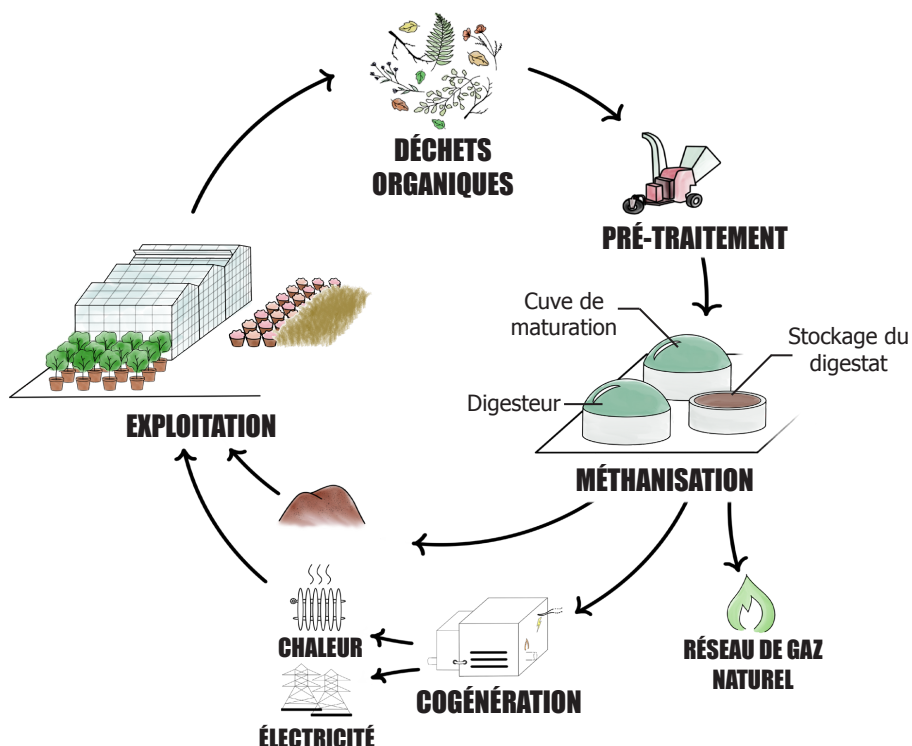 DÉCHETS
ORGANIQUES
PRÉ-TRAITEMENT
Cuve de
maturation
Stockage du
digestat
Digesteur
EXPLOITATION
MÉTHANISATION
CHALEUR
RÉSEAU DE GAZ
NATUREL
COGÉNÉRATION
ÉLECTRICITÉ